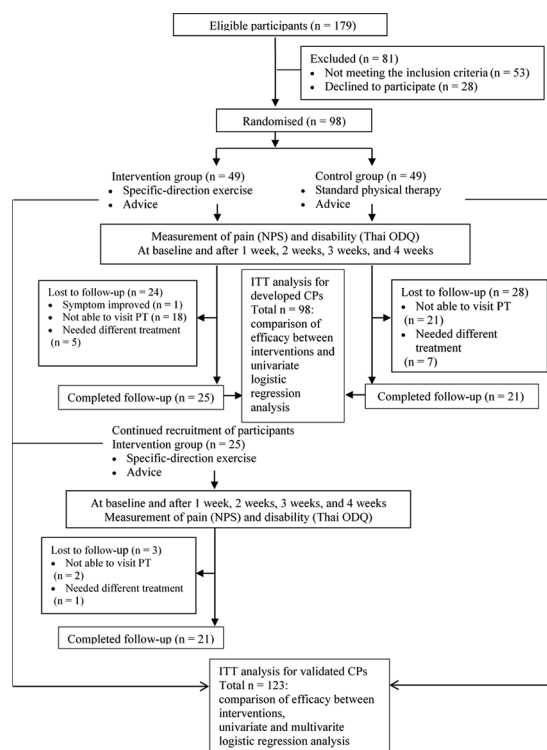 Eligible participants (n = 179)
Excluded (n = 81)
• Not meeting the inclusion criteria (n = 53)
• Declined to participate (n = 28)
Randomised (n = 98)
Intervention group (n = 49)
• Specific-direction exercise
• Advice
Control group (n = 49)
• Standard physical therapy
• Advice
Measurement of pain (NPS) and disability (Thai ODQ)
At baseline and after 1 week, 2 weeks, 3 weeks, and 4 weeks
Lost to follow-up (n = 24)
• Symptom improved (n = 1)
• Not able to visit PT (n = 18)
• Needed different treatment
(n = 5)
ITT analysis for
developed CPs
Total n = 98:
comparison of
efficacy between
interventions and
univariate
logistic
regression
analysis
Lost to follow-up (n = 28)
• Not able to visit PT
(n = 21)
• Needed different
treatment
(n = 7)
Completed follow-up (n = 25)
Completed follow-up (n = 21)
Continued recruitment of participants
Intervention group (n = 25)
• Specific-direction exercise
• Advice
At baseline and after 1 week, 2 weeks, 3 weeks, and 4 weeks
Measurement of pain (NPS) and disability (Thai ODQ)
Lost to follow-up (n = 3)
• Not able to visit PT
(n = 2)
• Needed different treatment
(n = 1)
Completed follow-up (n = 21)
ITT analysis for validated CPs
Total n = 123:
comparison of efficacy between
interventions,
univariate and multivarite
logistic regression analysis